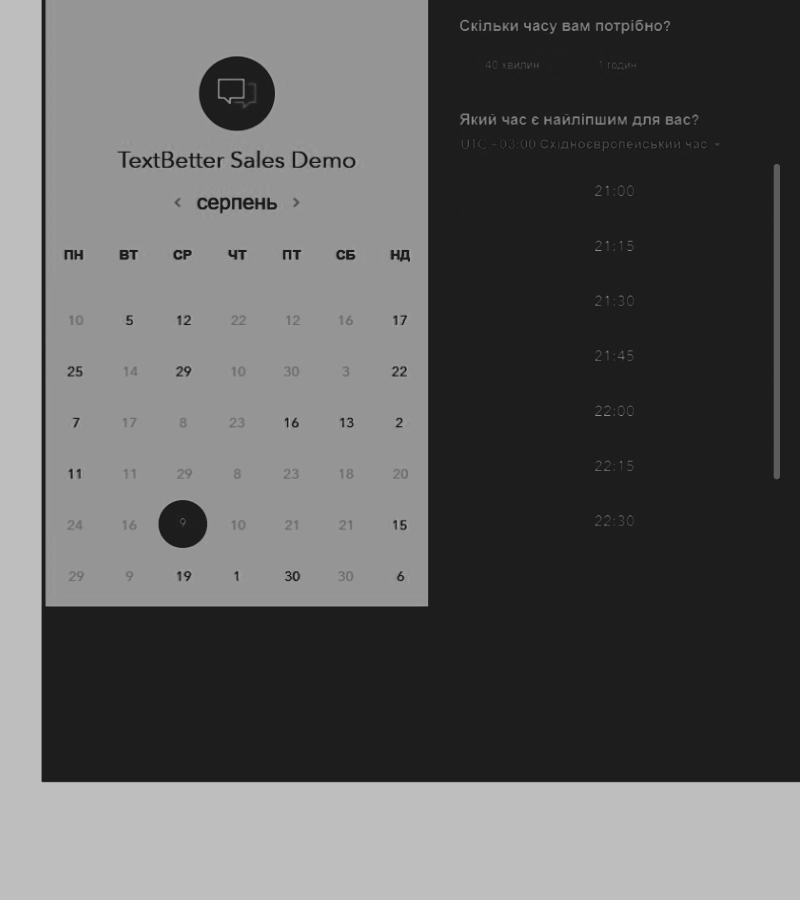 TextBetter Sales Demo
серпень
ПН ВТ СР ЧТ ПТ СБ НД
10 5 12 22 12 16 17
25 14 29 10 30 3 22
7 17 8 23 16 13 2
11 11 29 8 23 18 20
24 16 9 10 21 21 15
29 9 19 1 30 30 6
Скільки часу вам потрібно?
40 хвилин 1 годин
Який час є найліпшим для вас?
UTC -03:00 Східноєвропейський час
21:00
21:15
21:30
21:45
22:00
22:15
22:30